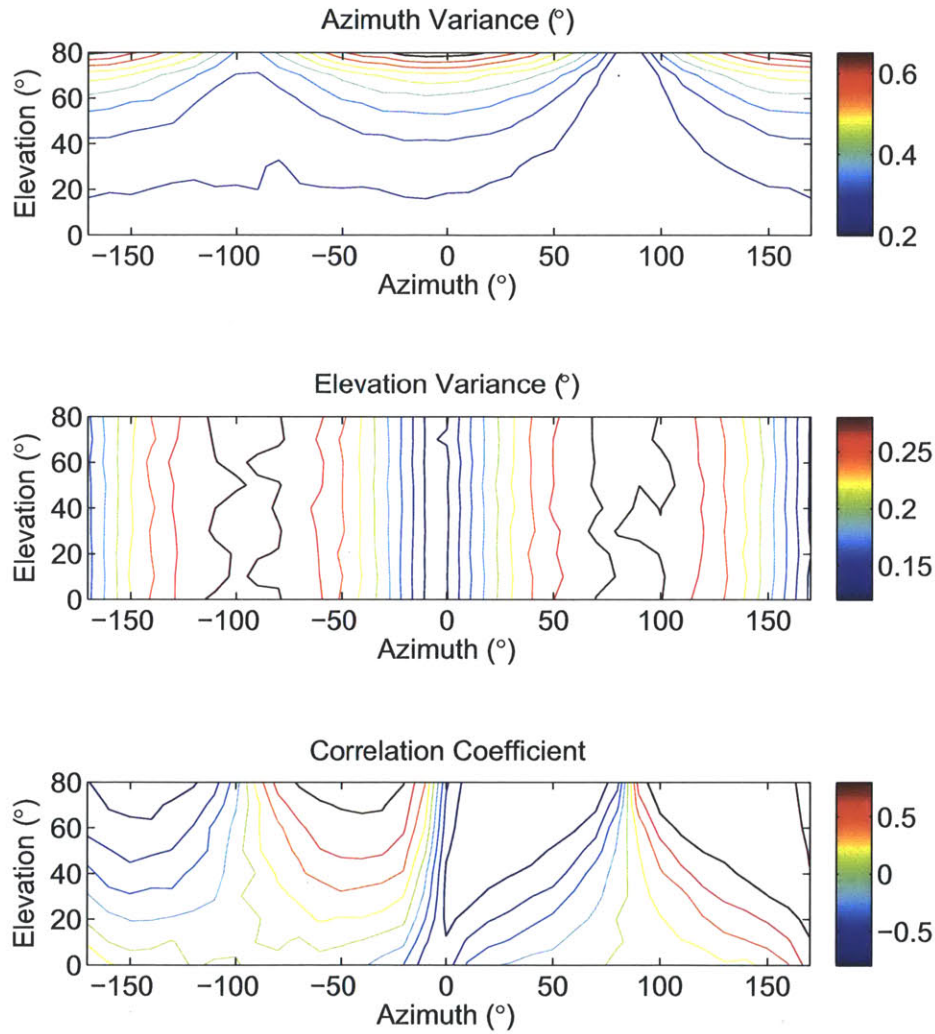 Azimuth Variance (°)
80
60
40
20
0
Elevation (°)
−150 −100 −50 0 50 100 150
Azimuth (°)
0.6
0.4
0.2
Elevation Variance (°)
80
60
40
20
0
Elevation (°)
−150 −100 −50 0 50 100 150
Azimuth (°)
0.25
0.2
0.15
Correlation Coefficient
80
60
40
20
0
Elevation (°)
−150 −100 −50 0 50 100 150
Azimuth (°)
0.5
0
−0.5